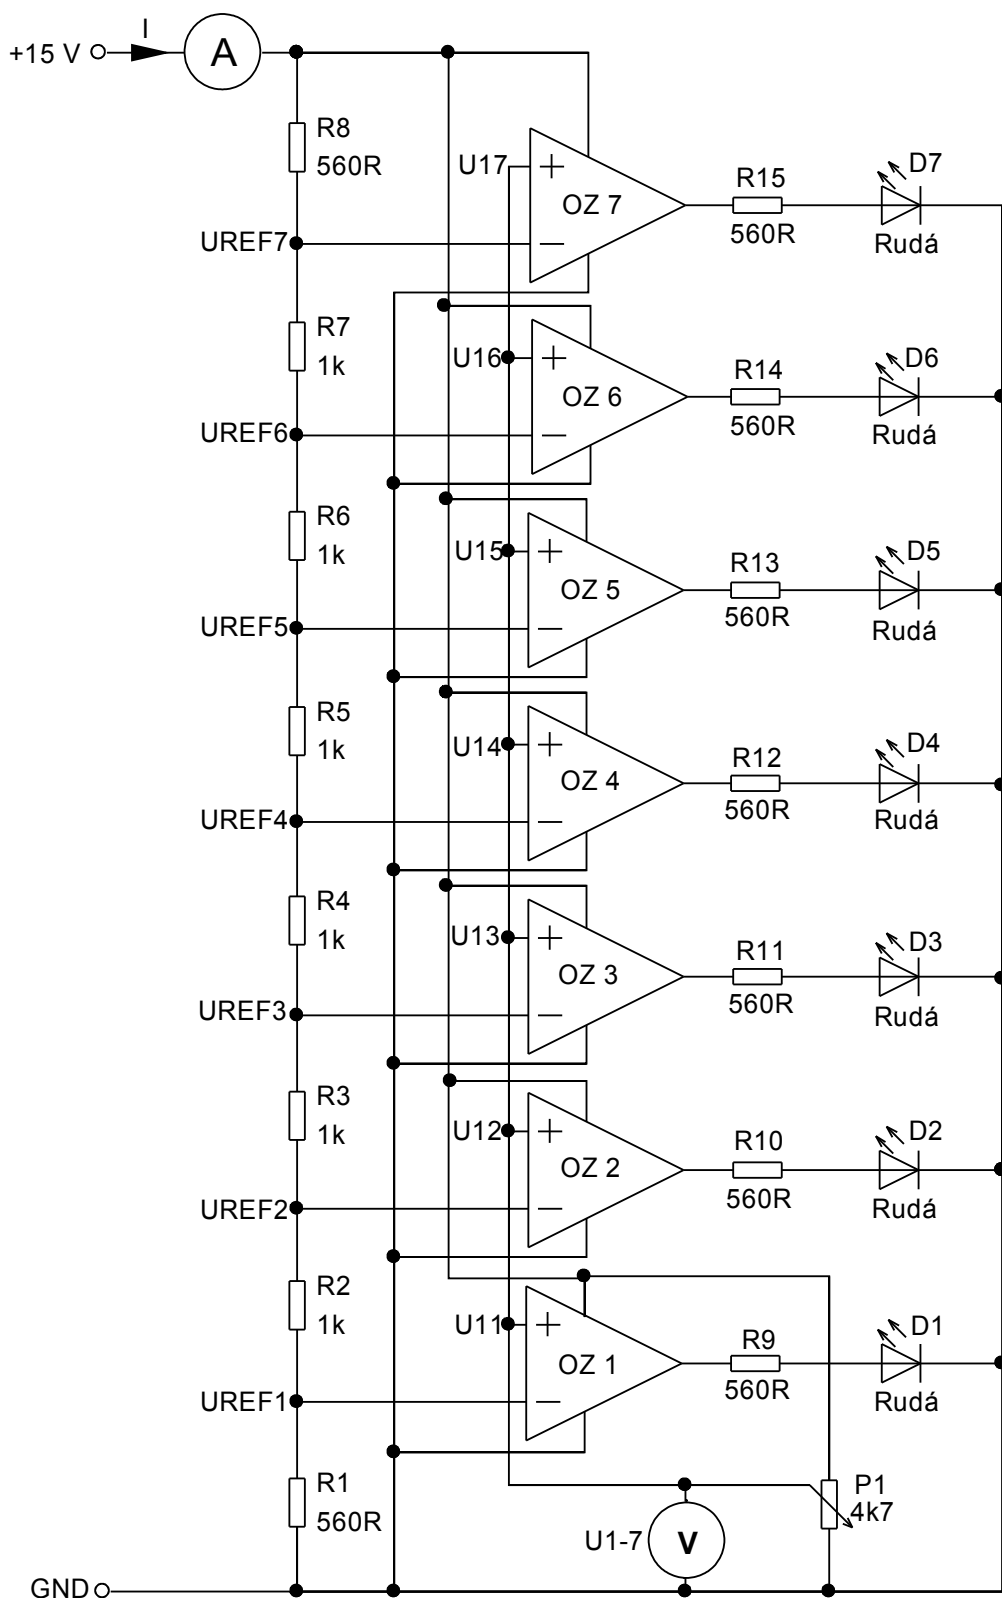 I
+15 V
A
R8
560R
U17
+
OZ 7
−
R15
560R
D7
Rudá
UREF7
R7
1k
U16
+
OZ 6
−
R14
560R
D6
Rudá
UREF6
R6
1k
U15
+
OZ 5
−
R13
560R
D5
Rudá
UREF5
R5
1k
U14
+
OZ 4
−
R12
560R
D4
Rudá
UREF4
R4
1k
U13
+
OZ 3
−
R11
560R
D3
Rudá
UREF3
R3
1k
U12
+
OZ 2
−
R10
560R
D2
Rudá
UREF2
R2
1k
U11
+
OZ 1
−
R9
560R
D1
Rudá
UREF1
R1
560R
U1-7
V
P1
4k7
GND